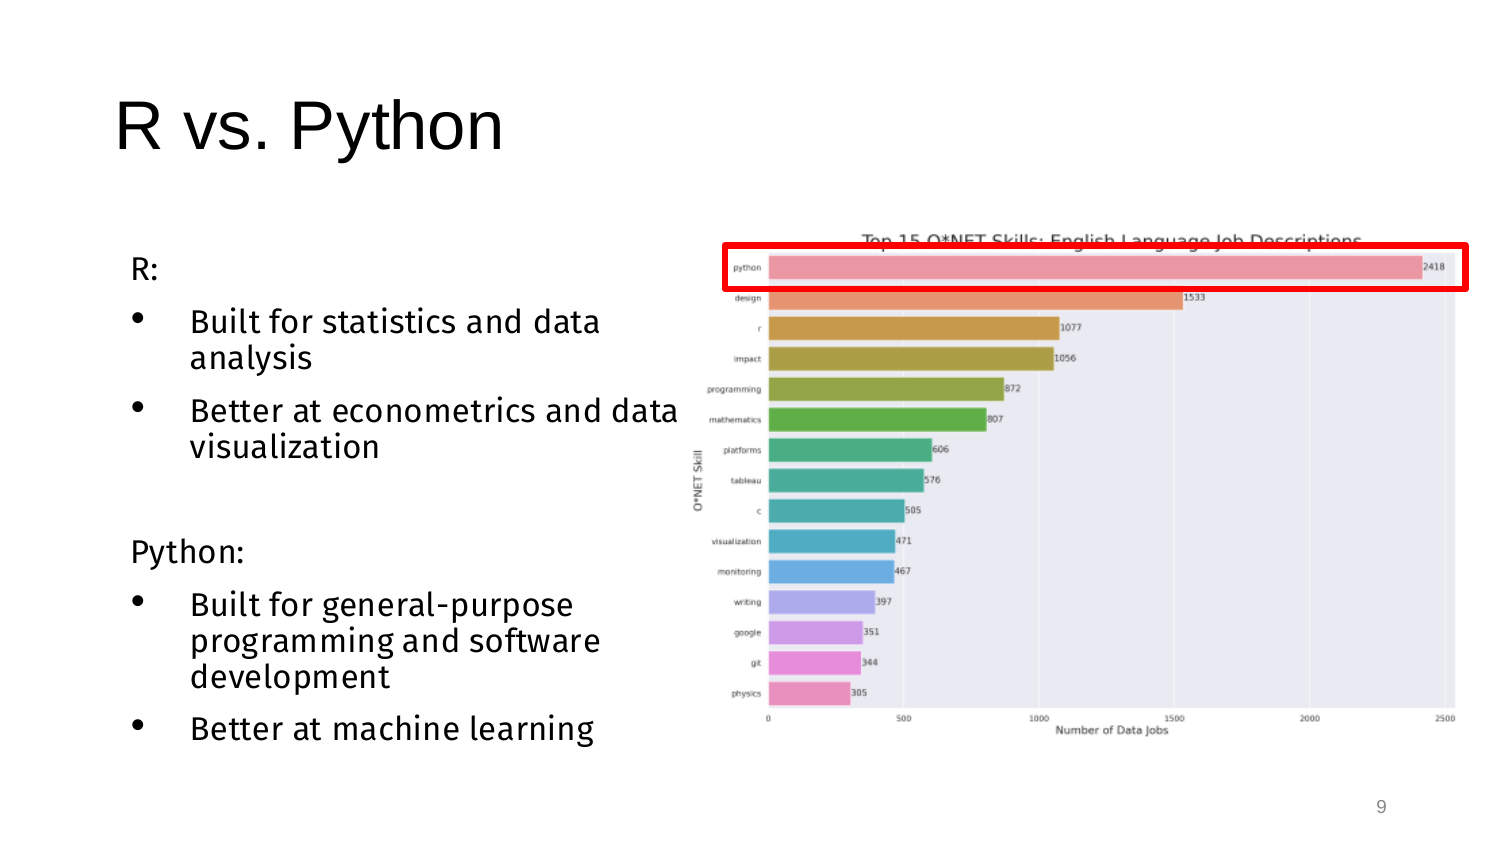 R vs. Python
R:
• Built for statistics and data
analysis
• Better at econometrics and data
visualization
Python:
• Built for general-purpose
programming and software
development
• Better at machine learning
Top 15 O*NET Skills: English Language Job Descriptions
O*NET Skill
python 2418
design 1533
r 1077
impact 1056
programming 872
mathematics 807
platforms 606
tableau 576
c 505
visualization 471
monitoring 467
writing 397
google 351
git 344
physics 305
0 500 1000 1500 2000 2500
Number of Data Jobs
9